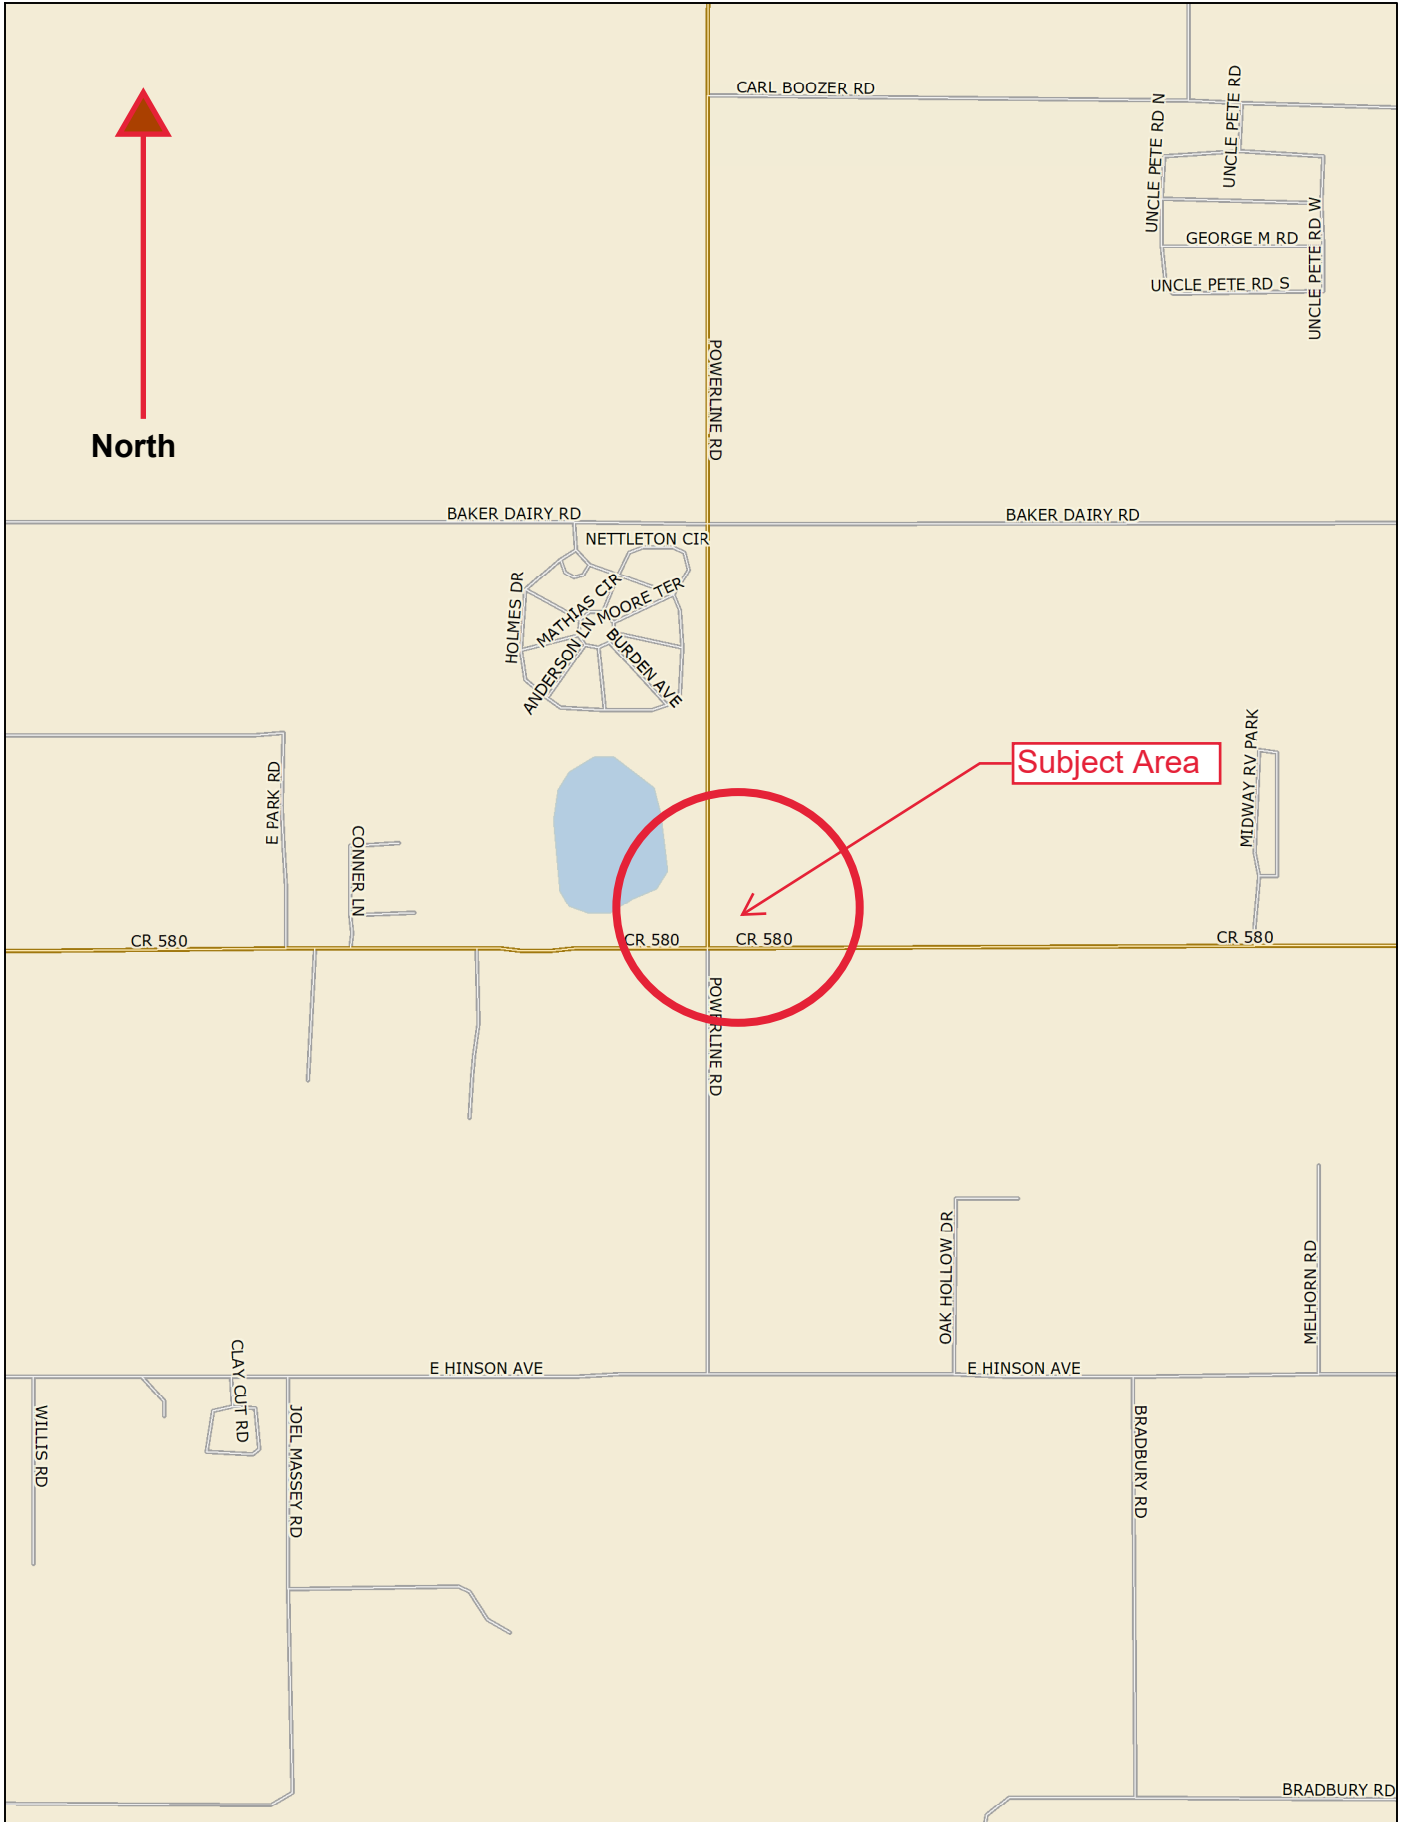 CARL BOOZER RD
UNCLE PETE RD N
UNCLE PETE RD
GEORGE M RD
UNCLE PETE RD W
UNCLE PETE RD S
North
POWERLINE RD
BAKER DAIRY RD
BAKER DAIRY RD
NETTLETON CIR
HOLMES DR
MATHIAS CIR
MOORE TER
ANDERSON LN
BURDEN AVE
Subject Area
MIDWAY RV PARK
E PARK RD
CONNER LN
CR 580
CR 580
CR 580
CR 580
POWERLINE RD
OAK HOLLOW DR
MELHORN RD
E HINSON AVE
E HINSON AVE
CLAY CUT RD
WILLIS RD
JOEL MASSEY RD
BRADBURY RD
BRADBURY RD